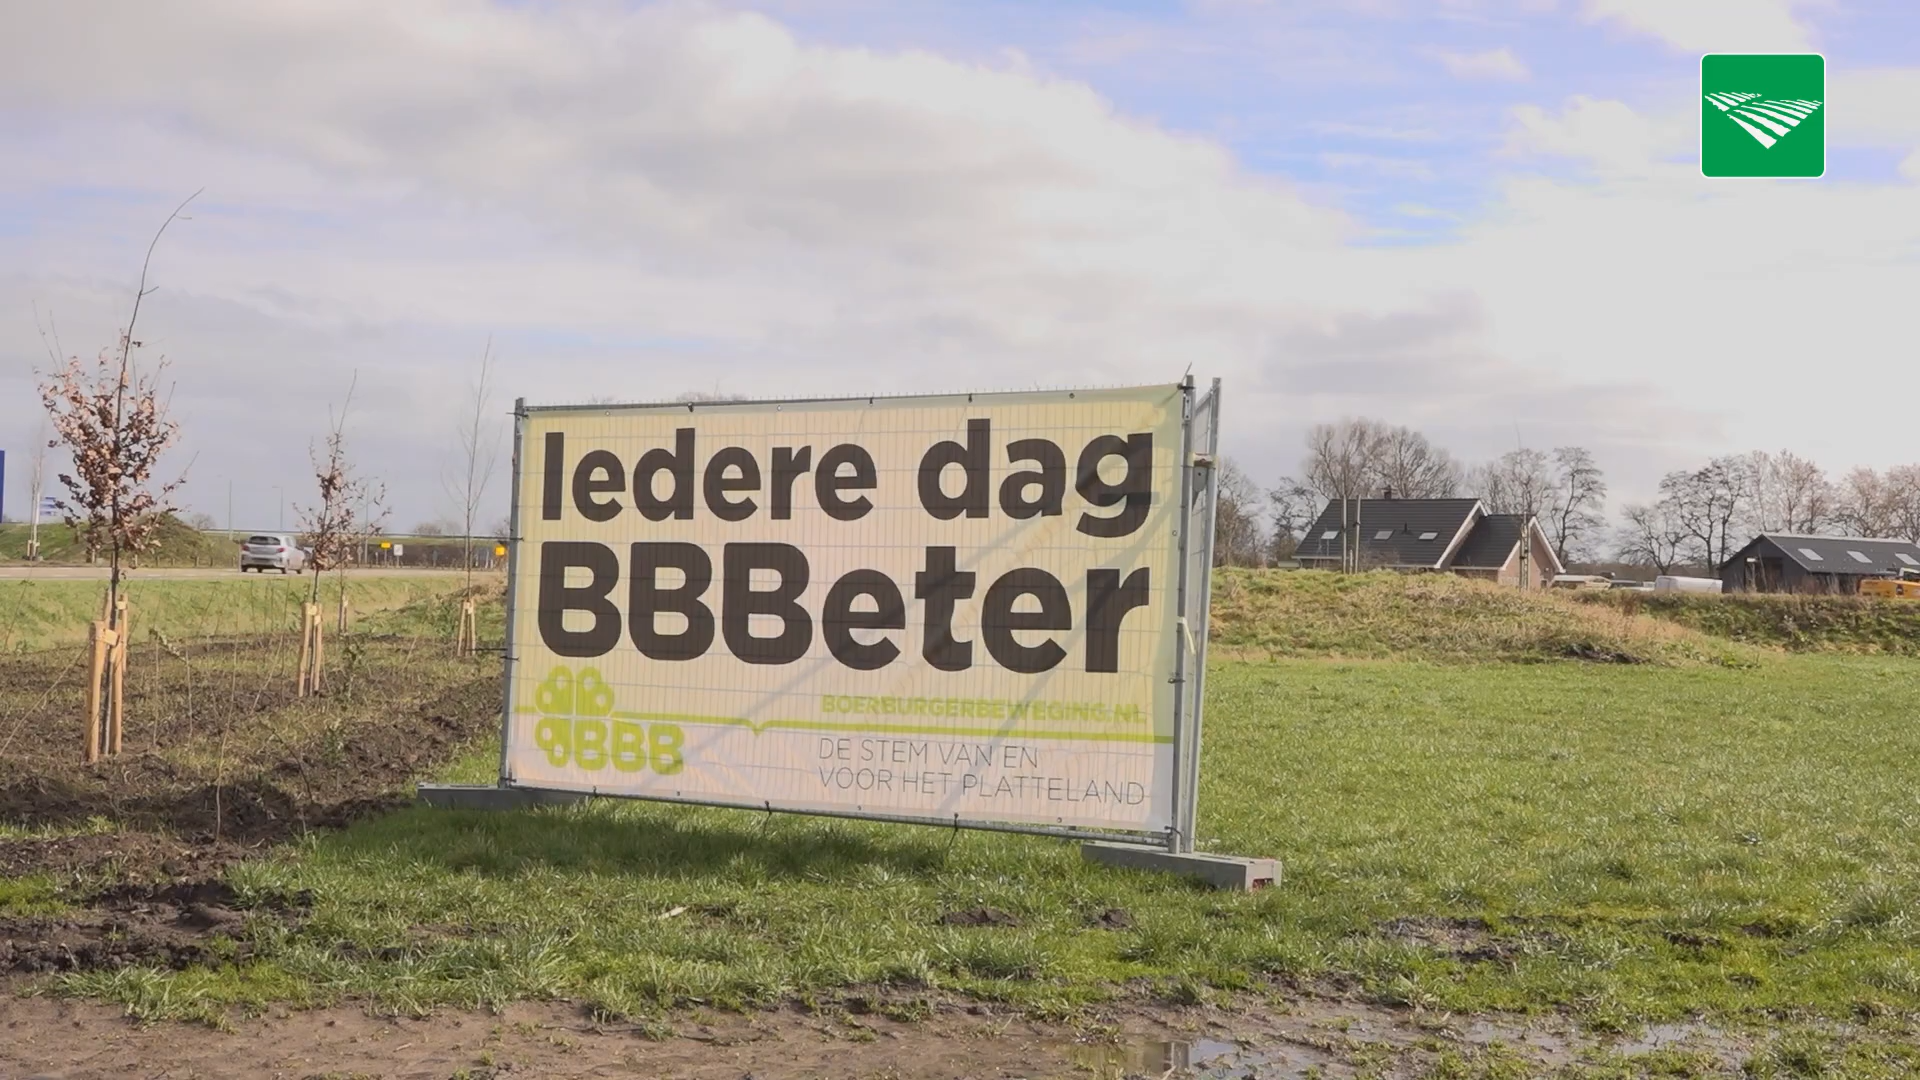 Iedere dag
BBBeter
BOERBURGERBEWEGING.NL
BBB
DE STEM VAN EN
VOOR HET PLATTELAND